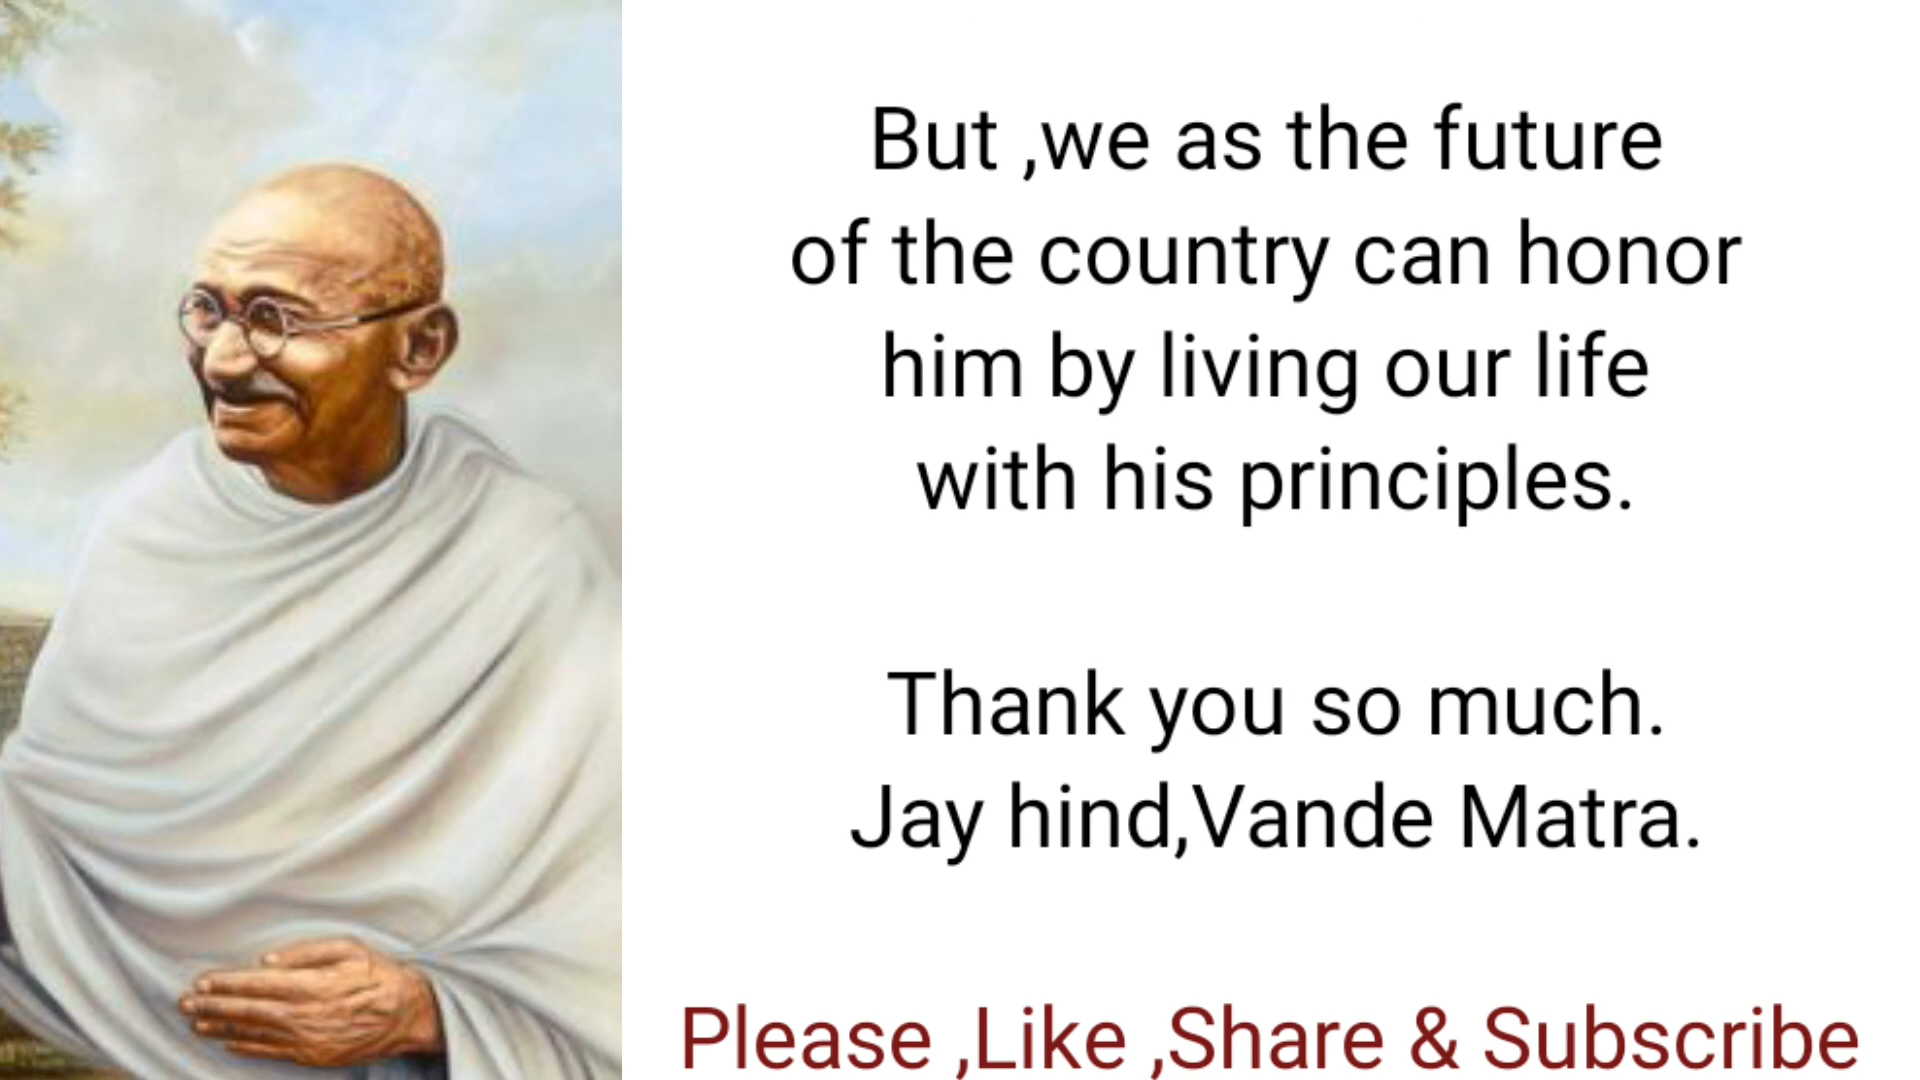 But ,we as the future
of the country can honor
him by living our life
with his principles.
Thank you so much.
Jay hind,Vande Matra.
Please ,Like ,Share & Subscribe